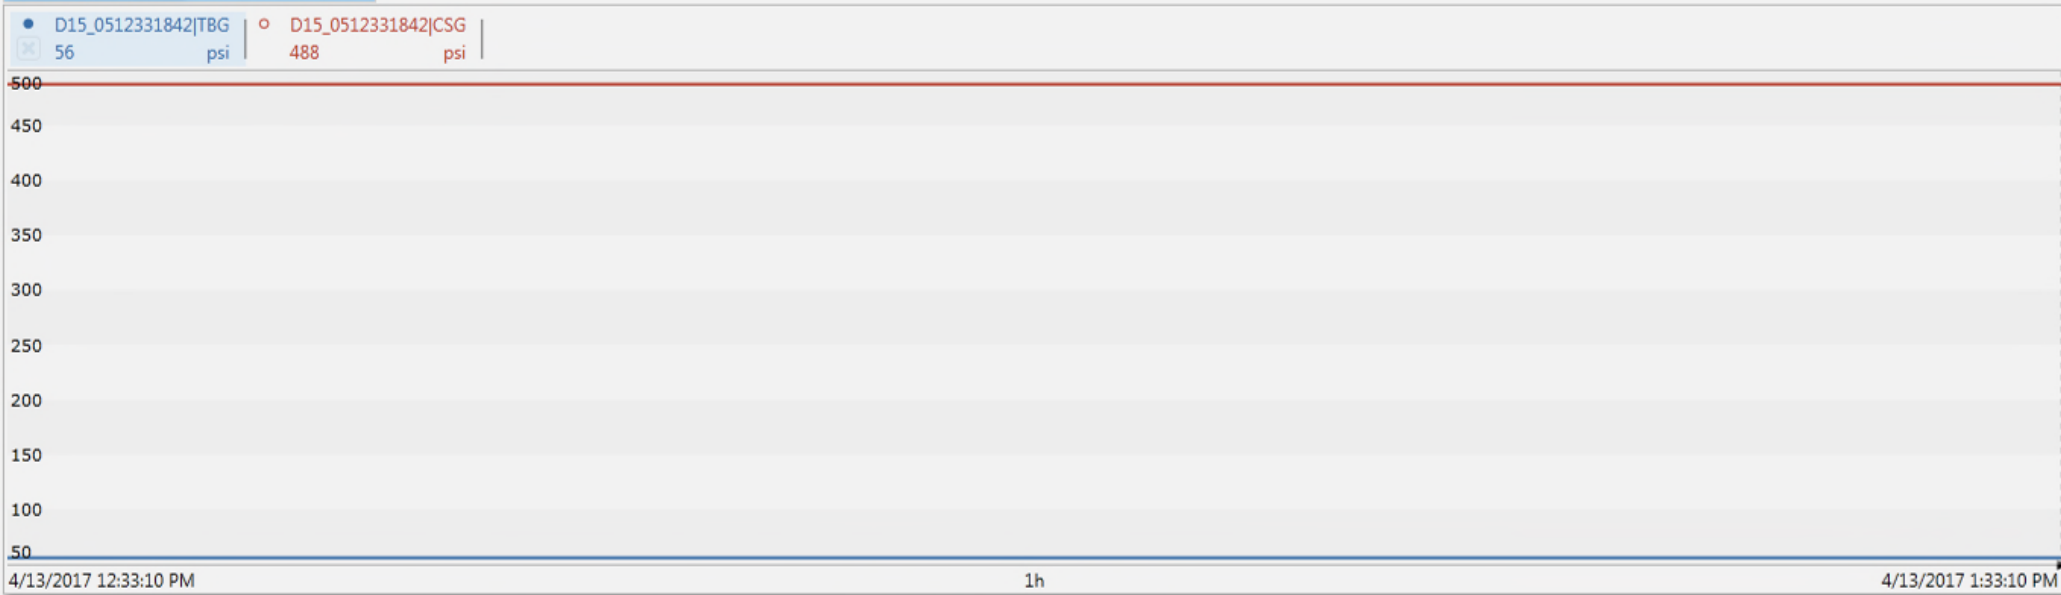 D15_0512331842|TBG
56 psi
D15_0512331842|CSG
488 psi
500
450
400
350
300
250
200
150
100
50
4/13/2017 12:33:10 PM 1h 4/13/2017 1:33:10 PM